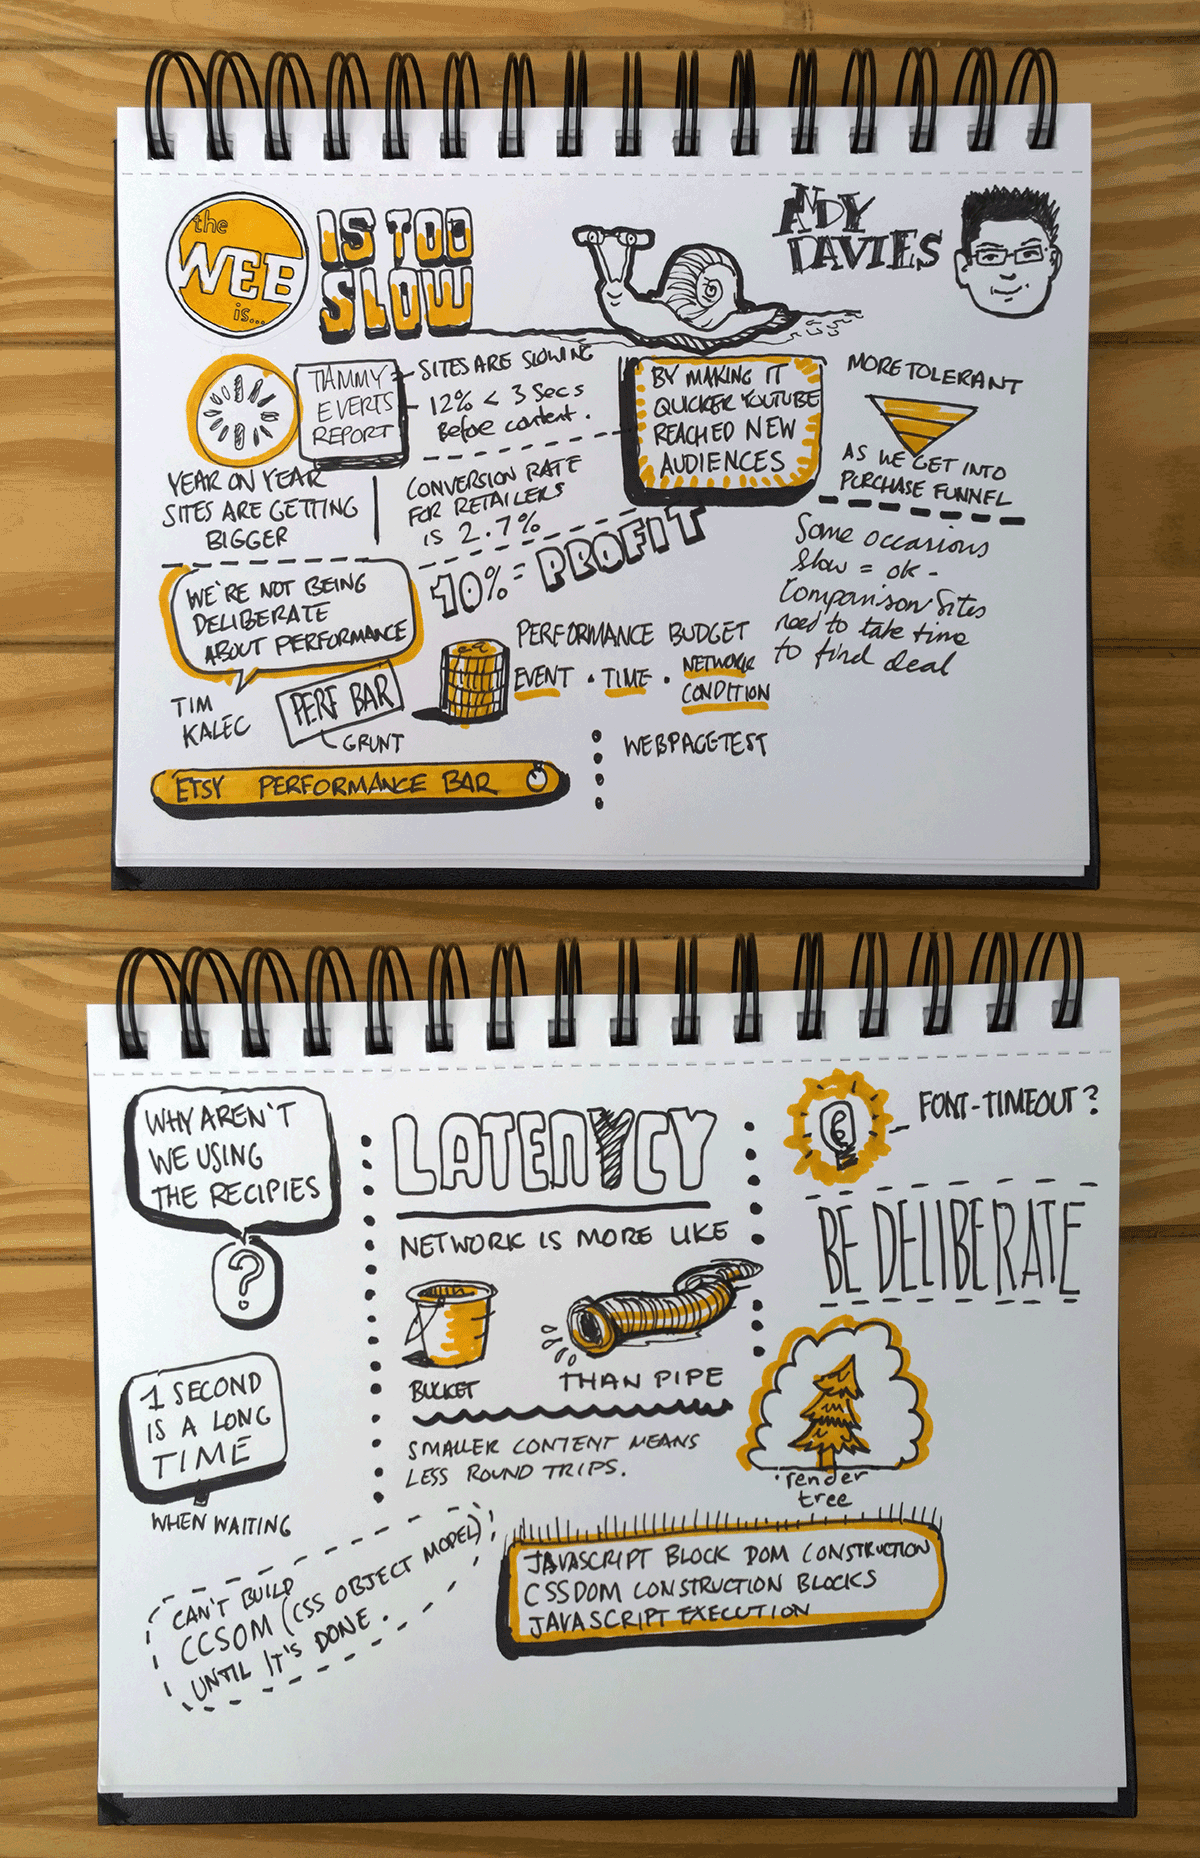 the
WEB
is...
IS TOO
SLOW
ANDY
DAVIES
TAMMY
EVERTS
REPORT
SITES ARE SLOWING
12% < 3 Secs
Before content.
YEAR ON YEAR
SITES ARE GETTING
BIGGER
CONVERSION RATE
FOR RETAILERS
IS 2.7%
10% = PROFIT
BY MAKING IT
QUICKER YOUTUBE
REACHED NEW
AUDIENCES
MORE TOLERANT
AS WE GET INTO
PURCHASE FUNNEL
Some occasions
Slow = OK -
Comparison Sites
need to take time
to find deal
WE'RE NOT BEING
DELIBERATE
ABOUT PERFORMANCE
TIM
KALEC
PERF BAR
GRUNT
PERFORMANCE BUDGET
EVENT . TIME . NETWORK
CONDITION
WEBPAGETEST
ETSY PERFORMANCE BAR
WHY AREN'T
WE USING
THE RECIPIES
?
1 SECOND
IS A LONG
TIME
WHEN WAITING
LATENYCY
NETWORK IS MORE LIKE
BUCKET
THAN PIPE
SMALLER CONTENT MEANS
LESS ROUND TRIPS.
FONT-TIMEOUT?
BE DELIBERATE
render
tree
CAN'T BUILD
CCSOM (CSS OBJECT MODEL)
UNTIL IT'S DONE.
JAVASCRIPT BLOCK DOM CONSTRUCTION
CSSDOM CONSTRUCTION BLOCKS
JAVASCRIPT EXECUTION